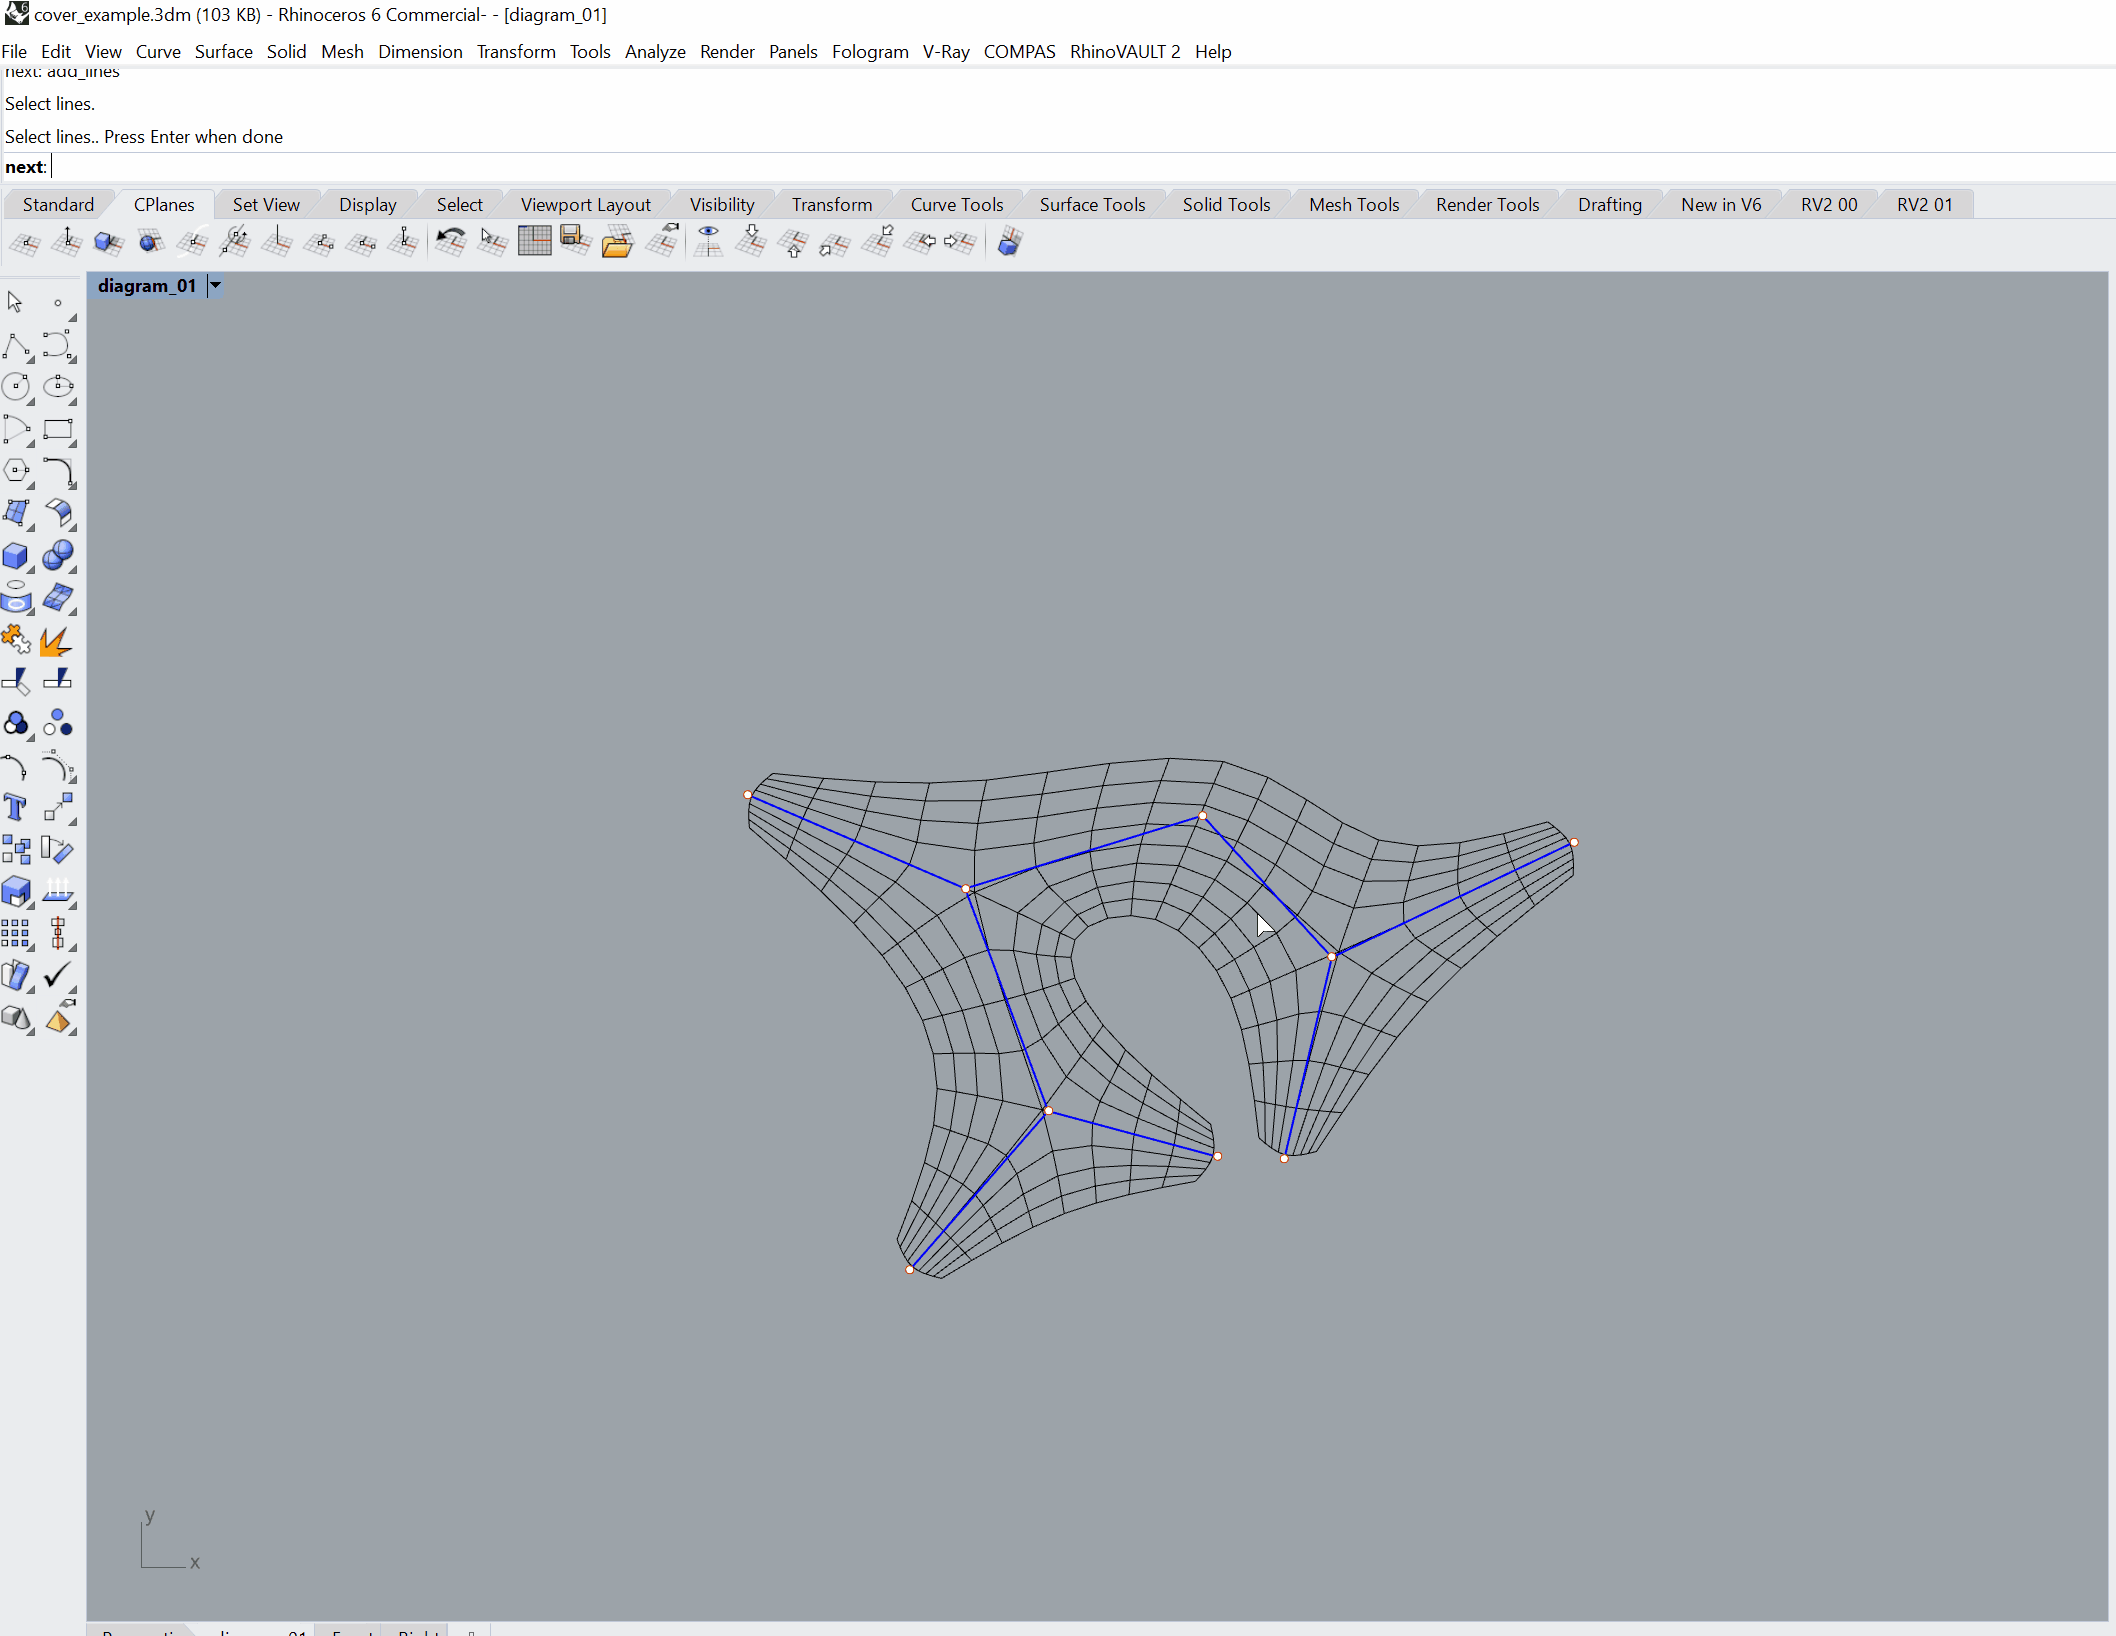 cover_example.3dm (103 KB) - Rhinoceros 6 Commercial- - [diagram_01]
File Edit View Curve Surface Solid Mesh Dimension Transform Tools Analyze Render Panels Fologram V-Ray COMPAS RhinoVAULT 2 Help
next: add_lines
Select lines.
Select lines.. Press Enter when done
next:
Standard CPlanes Set View Display Select Viewport Layout Visibility Transform Curve Tools Surface Tools Solid Tools Mesh Tools Render Tools Drafting New in V6 RV2 00 RV2 01
diagram_01
y
x